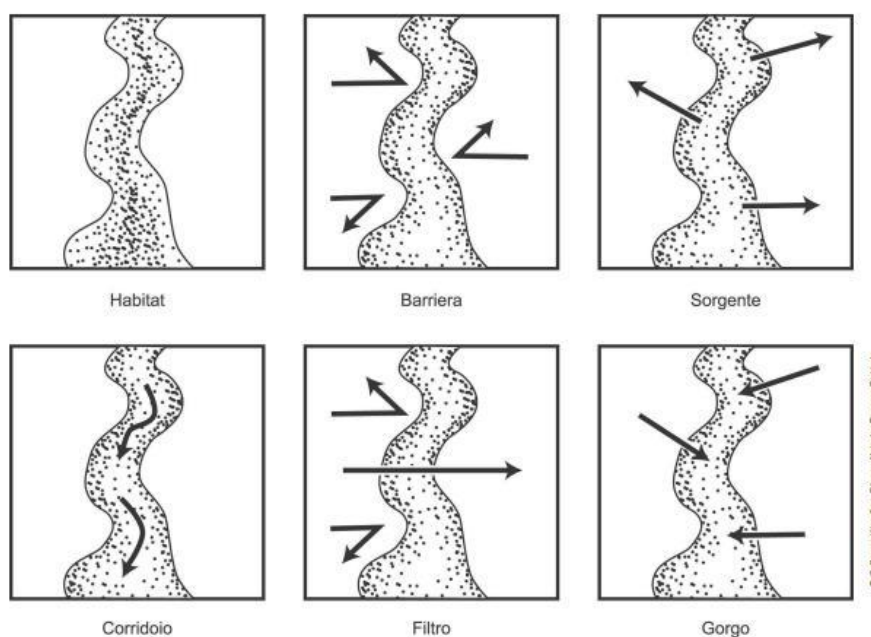 Habitat
Barriera
Sorgente
Corridoio
Filtro
Gorgo